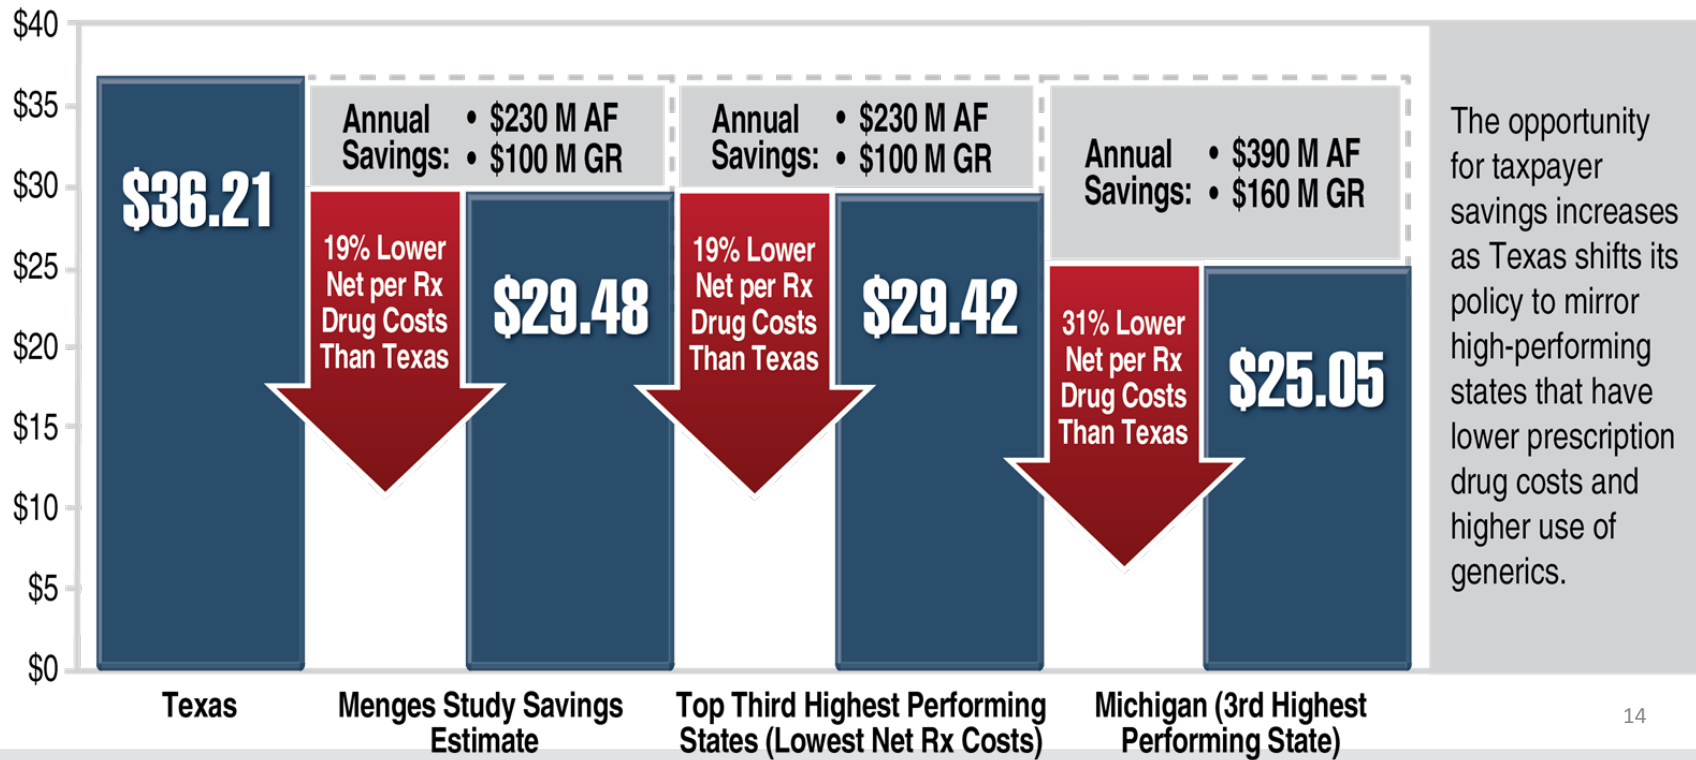 $40
$35
$30
$25
$20
$15
$10
$5
$0
$36.21
Annual
Savings:
• $230 M AF
• $100 M GR
19% Lower
Net per Rx
Drug Costs
Than Texas
$29.48
Annual
Savings:
• $230 M AF
• $100 M GR
19% Lower
Net per Rx
Drug Costs
Than Texas
$29.42
Annual
Savings:
• $390 M AF
• $160 M GR
31% Lower
Net per Rx
Drug Costs
Than Texas
$25.05
Texas
Menges Study Savings
Estimate
Top Third Highest Performing
States (Lowest Net Rx Costs)
Michigan (3rd Highest
Performing State)
The opportunity
for taxpayer
savings increases
as Texas shifts its
policy to mirror
high-performing
states that have
lower prescription
drug costs and
higher use of
generics.
14